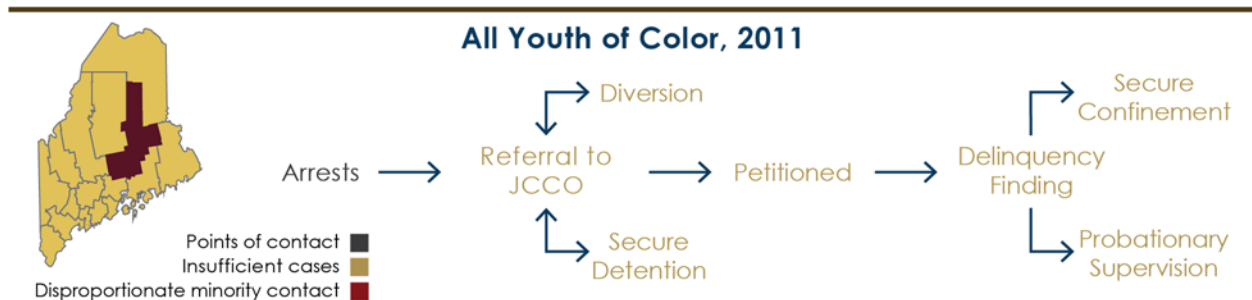 All Youth of Color, 2011
Points of contact
Insufficient cases
Disproportionate minority contact
Arrests
Diversion
Referral to
JCCO
Secure
Detention
Petitioned
Delinquency
Finding
Secure
Confinement
Probationary
Supervision